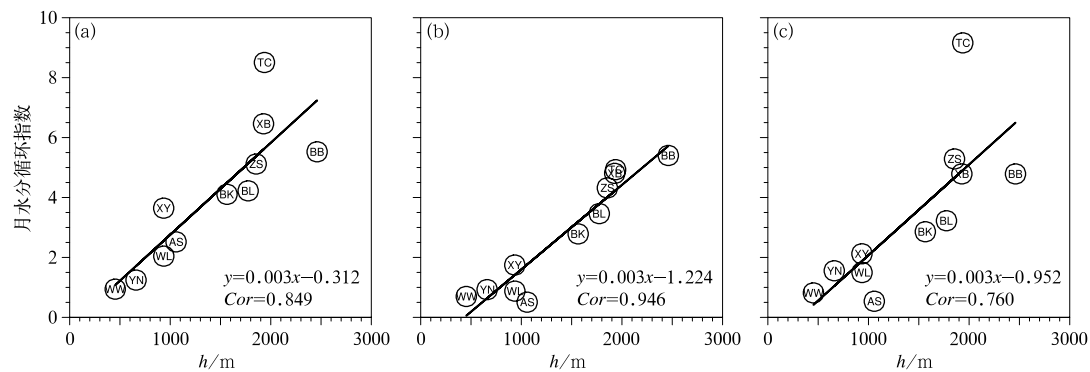 月水分循环指数
10
8
6
4
2
0
(a)
TC
XB
BB
ZS
BL
BK
XY
AS
WL
YN
WW
y=0.003x−0.312
Cor=0.849
0 1000 2000 3000
h/m
(b)
BB
TC
XB
ZS
BL
BK
XY
WL
YN
WW
AS
y=0.003x−1.224
Cor=0.946
0 1000 2000 3000
h/m
(c)
TC
ZS
XB
BB
BL
BK
XY
YN
WL
WW
AS
y=0.003x−0.952
Cor=0.760
0 1000 2000 3000
h/m